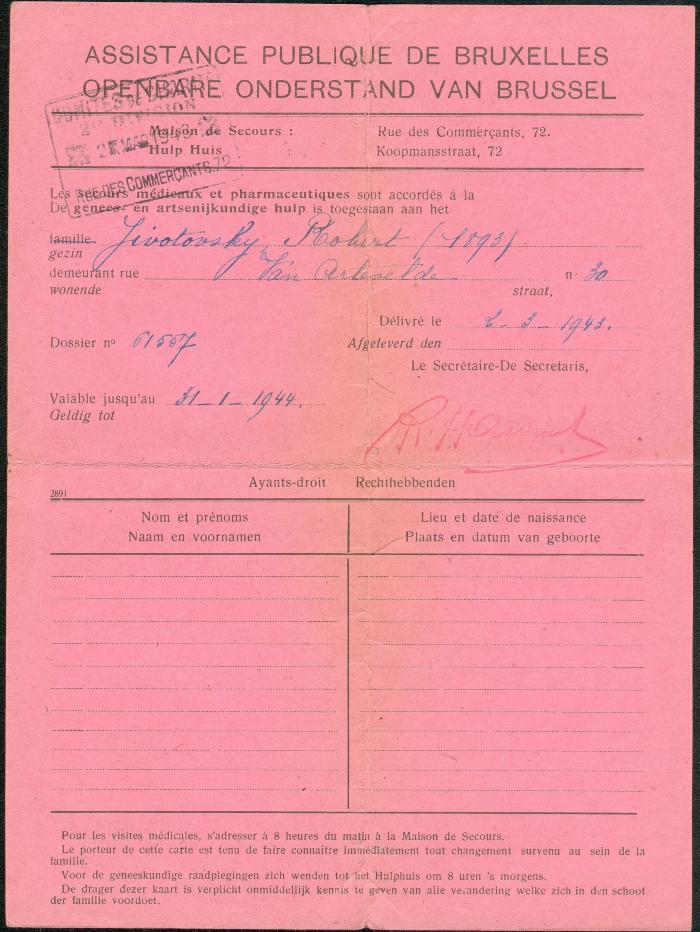 ASSISTANCE PUBLIQUE DE BRUXELLES
OPENBARE ONDERSTAND VAN BRUSSEL
Maison de Secours : Rue des Commerçants, 72.
Hulp Huis : Koopmansstraat, 72
RUE DES COMMERCANTS. 72
Les secours médicaux et pharmaceutiques sont accordés à la
De genees- en artsenijkundige hulp is toegestaan aan het
famille Jivotovsky, Robert (1893)
gezin
demeurant rue Van Artevelde n° 30
wonende straat,
Délivré le 2-3-1943.
Dossier nº 61557 Afgeleverd den
Le Secrétaire-De Secretaris,
Valable jusqu'au 31-1-1944.
Geldig tot
Ayants-droit Rechthebbenden
2891
Nom et prénoms Lieu et date de naissance
Naam en voornamen Plaats en datum van geboorte
Pour les visites médicales, s'adresser à 8 heures du matin à la Maison de Secours.
Le porteur de cette carte est tenu de faire connaître immédiatement tout changement survenu au sein de la
famille.
Voor de geneeskundige raadplegingen zich wenden tot het Hulphuis om 8 uren 's morgens.
De drager dezer kaart is verplicht onmiddellijk kennis te geven van alle verandering welke zich in den schoot
der familie voordoet.